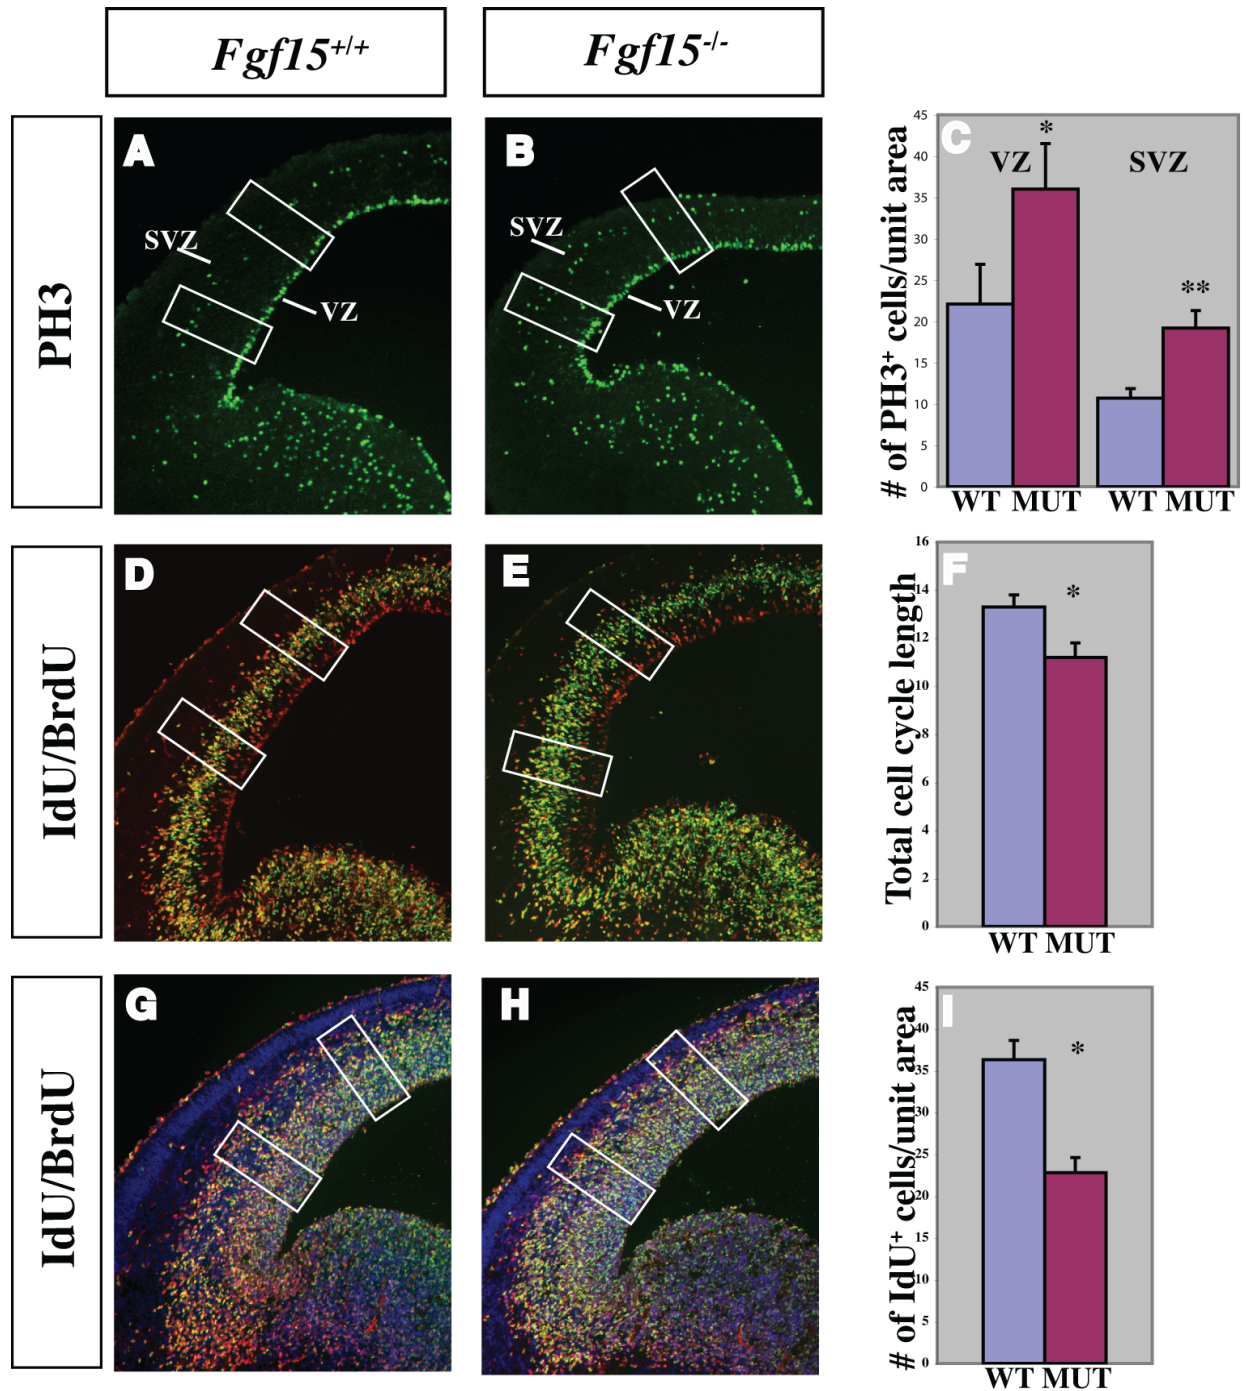 Fgf15+/+
Fgf15-/-
PH3
A
SVZ
VZ
B
SVZ
VZ
C
# of PH3+ cells/unit area
45
40
35
30
25
20
15
10
5
0
VZ
SVZ
*
**
WT MUT WT MUT
IdU/BrdU
D
E
F
Total cell cycle length
16
14
12
10
8
6
4
2
0
*
WT MUT
IdU/BrdU
G
H
I
# of IdU+ cells/unit area
45
40
35
30
25
20
15
10
5
0
*
WT MUT